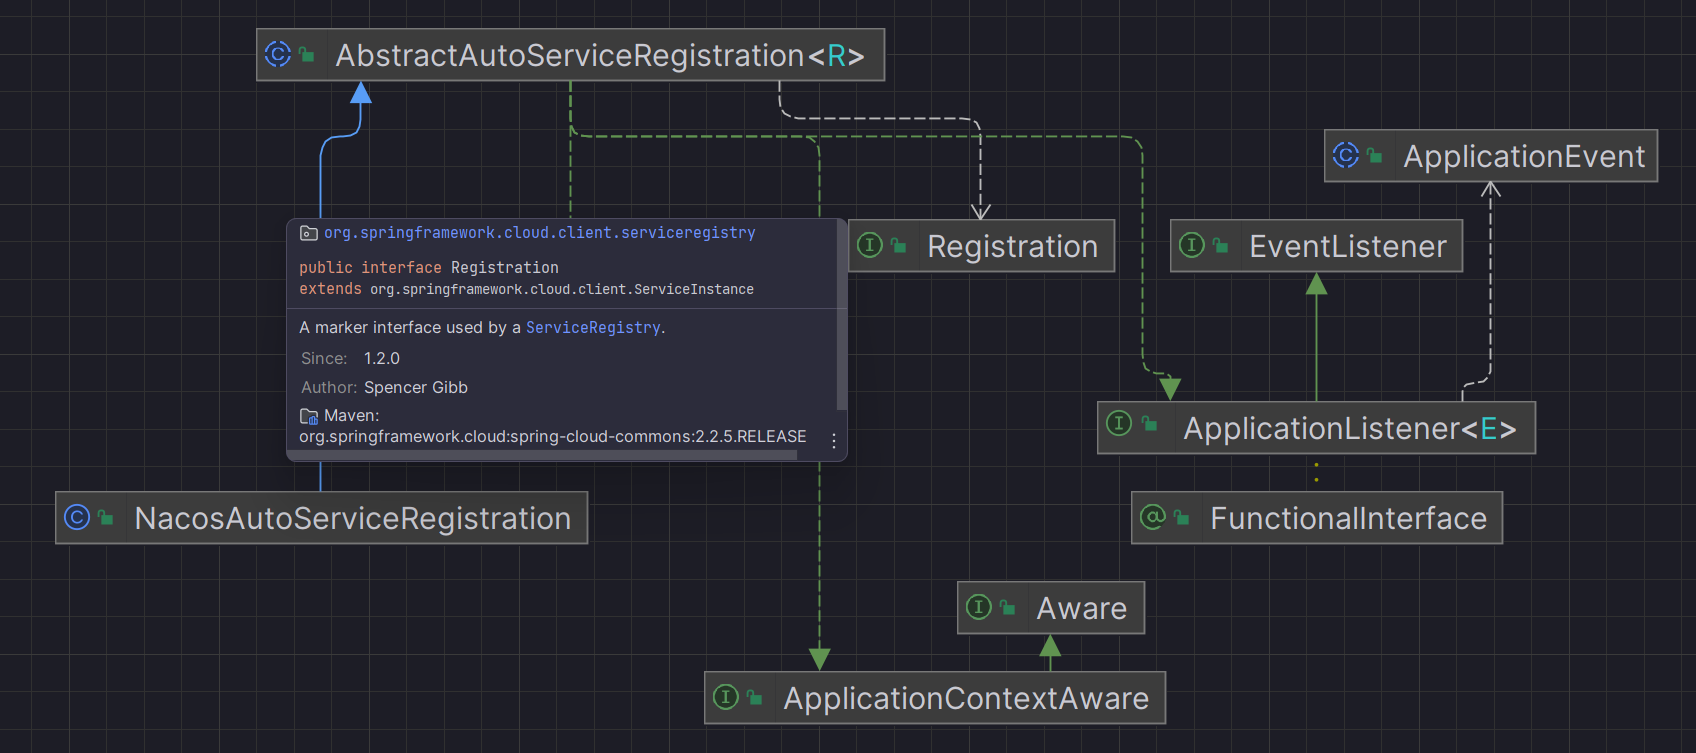 AbstractAutoServiceRegistration<R>
ApplicationEvent
Registration
EventListener
org.springframework.cloud.client.serviceregistry
public interface Registration
extends org.springframework.cloud.client.ServiceInstance
A marker interface used by a ServiceRegistry.
Since: 1.2.0
Author: Spencer Gibb
Maven:
org.springframework.cloud:spring-cloud-commons:2.2.5.RELEASE
ApplicationListener<E>
NacosAutoServiceRegistration
FunctionalInterface
Aware
ApplicationContextAware